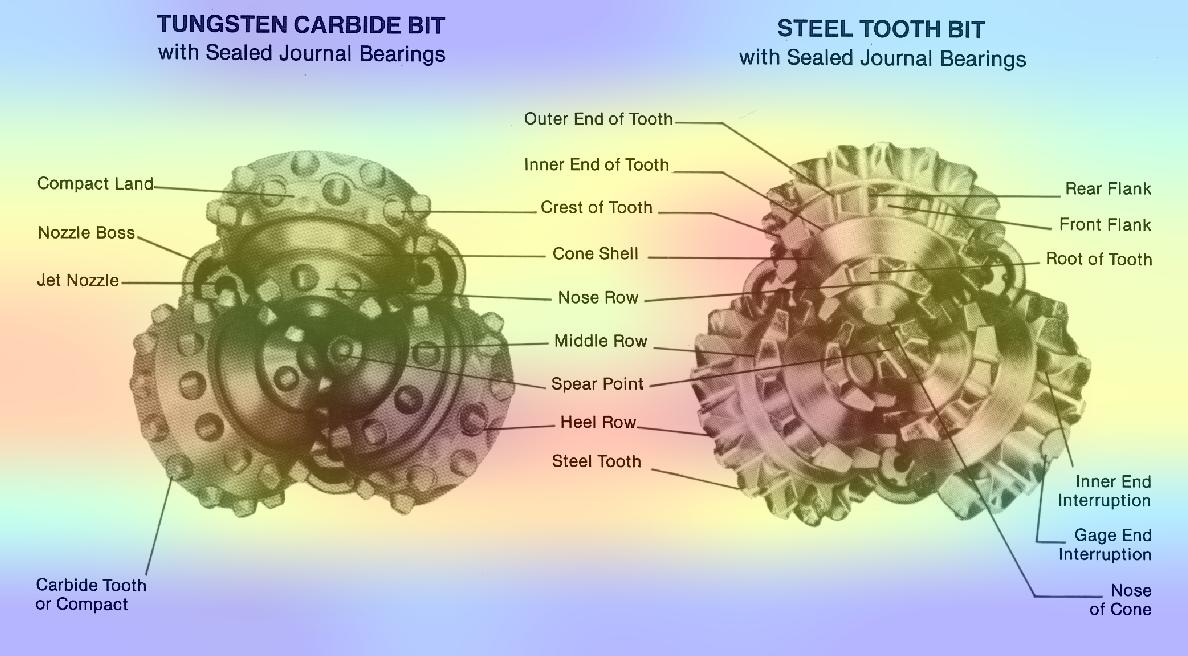 TUNGSTEN CARBIDE BIT
with Sealed Journal Bearings
STEEL TOOTH BIT
with Sealed Journal Bearings
Compact Land
Nozzle Boss
Jet Nozzle
Carbide Tooth
or Compact
Outer End of Tooth
Inner End of Tooth
Crest of Tooth
Cone Shell
Nose Row
Middle Row
Spear Point
Heel Row
Steel Tooth
Rear Flank
Front Flank
Root of Tooth
Inner End
Interruption
Gage End
Interruption
Nose
of Cone